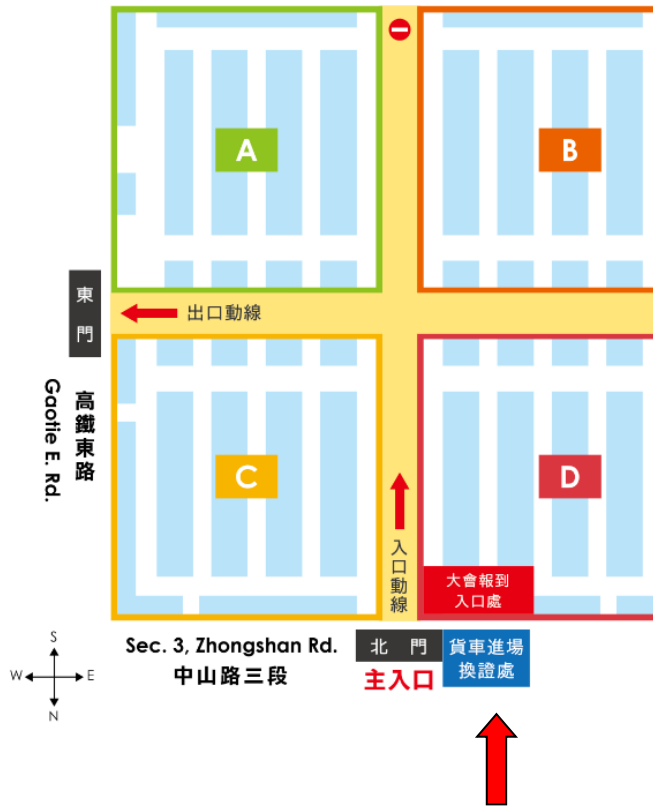 A
B
東
門
出口動線
高鐵東路
Gaotie E. Rd.
C
D
入口動線
大會報到
入口處
S
W
E
N
Sec. 3, Zhongshan Rd.
中山路三段
北 門
主入口
貨車進場
換證處